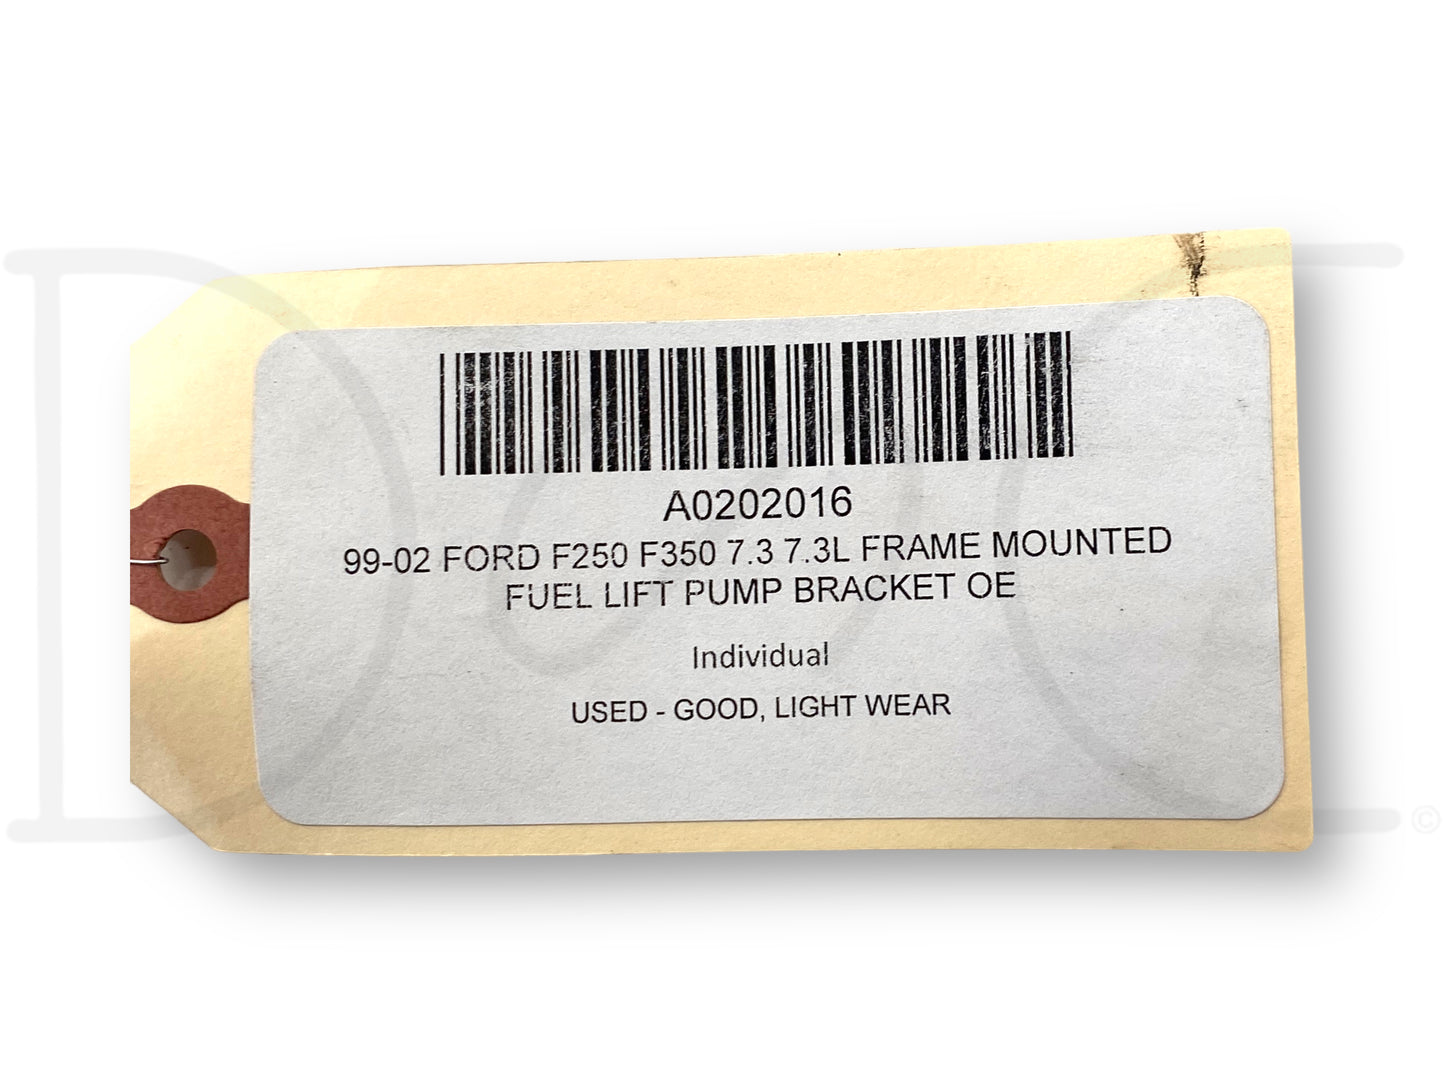 A0202016
99-02 FORD F250 F350 7.3 7.3L FRAME MOUNTED
FUEL LIFT PUMP BRACKET OE
Individual
USED - GOOD, LIGHT WEAR
©